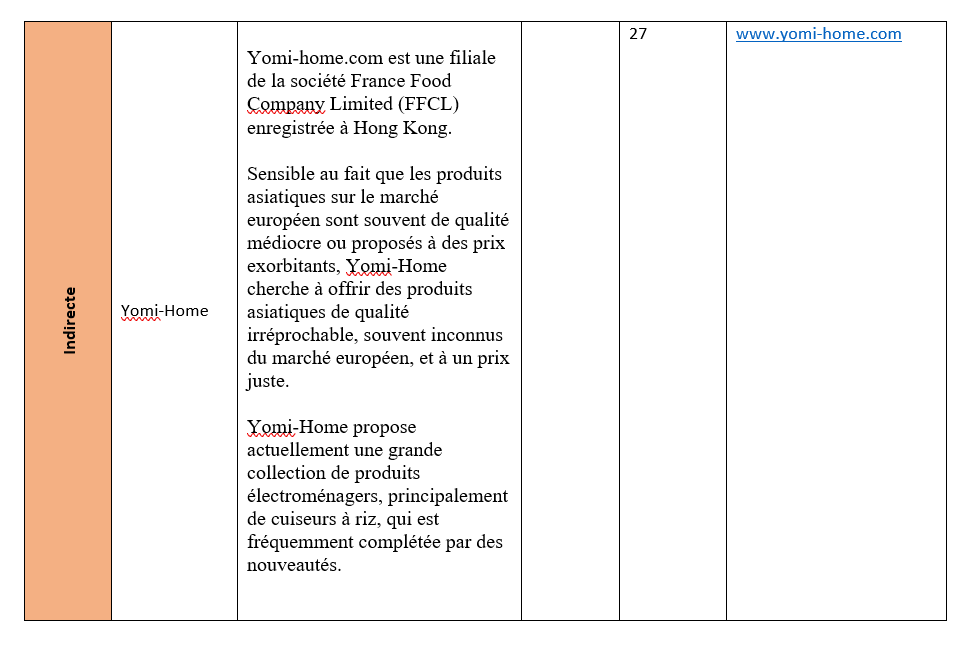 Indirecte
Yomi-Home
Yomi-home.com est une filiale
de la société France Food
Company Limited (FFCL)
enregistrée à Hong Kong.
Sensible au fait que les produits
asiatiques sur le marché
européen sont souvent de qualité
médiocre ou proposés à des prix
exorbitants, Yomi-Home
cherche à offrir des produits
asiatiques de qualité
irréprochable, souvent inconnus
du marché européen, et à un prix
juste.
Yomi-Home propose
actuellement une grande
collection de produits
électroménagers, principalement
de cuiseurs à riz, qui est
fréquemment complétée par des
nouveautés.
27
www.yomi-home.com